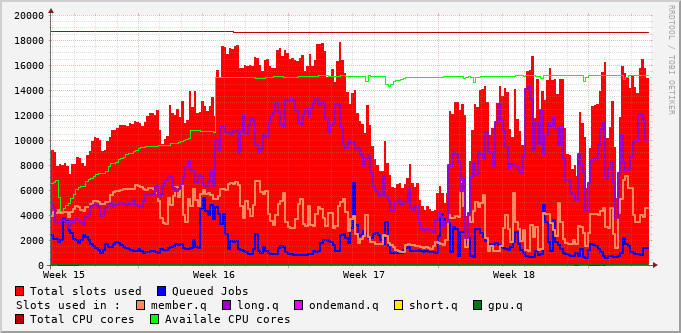 20000
18000
16000
14000
12000
10000
8000
6000
4000
2000
0
Week 15 Week 16 Week 17 Week 18
RRDTOOL / TOBI OETIKER
Total slots used Queued Jobs
Slots used in : member.q long.q ondemand.q short.q gpu.q
Total CPU cores Availale CPU cores